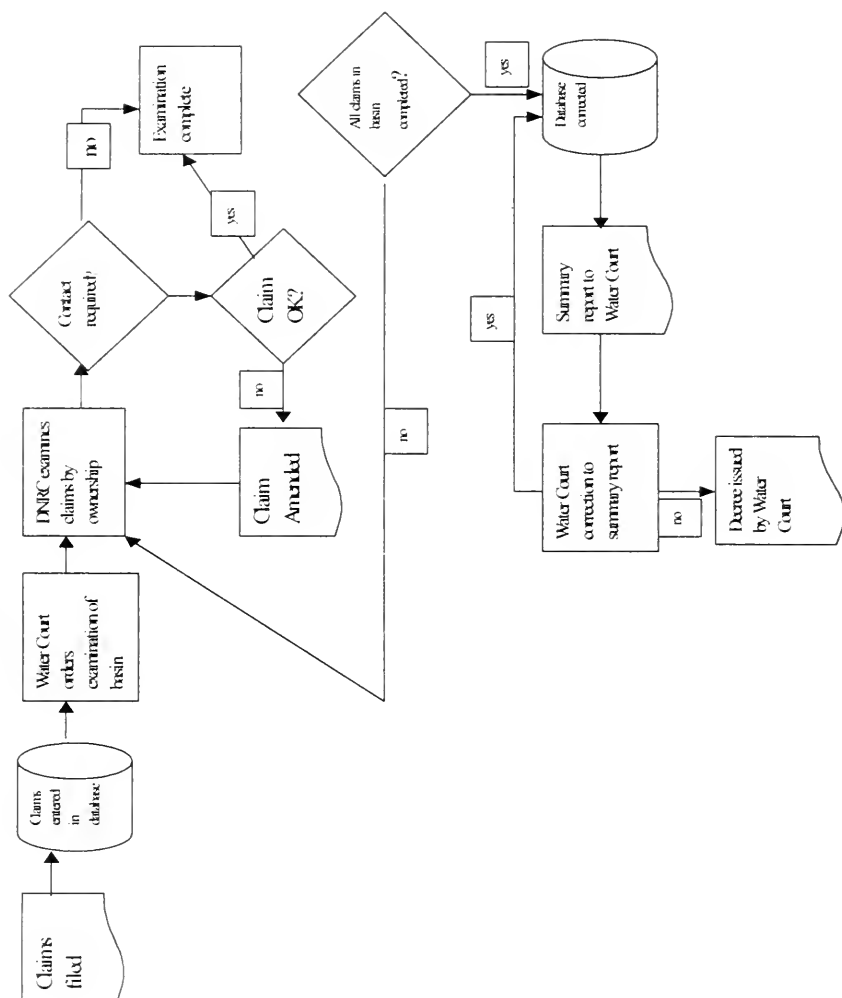 Claims
filed
Claims
entered
in
database
Water Court
orders
examination of
basin
DNRC examines
claims by
ownership
Contact
required?
no
Examination
complete
Claim
OK?
yes
no
Claim
Amended
All claims in
basin
completed?
yes
no
Database
corrected
Summary
report to
Water Court
Water Court
correction to
summary report
yes
no
Decree issued
by Water
Court